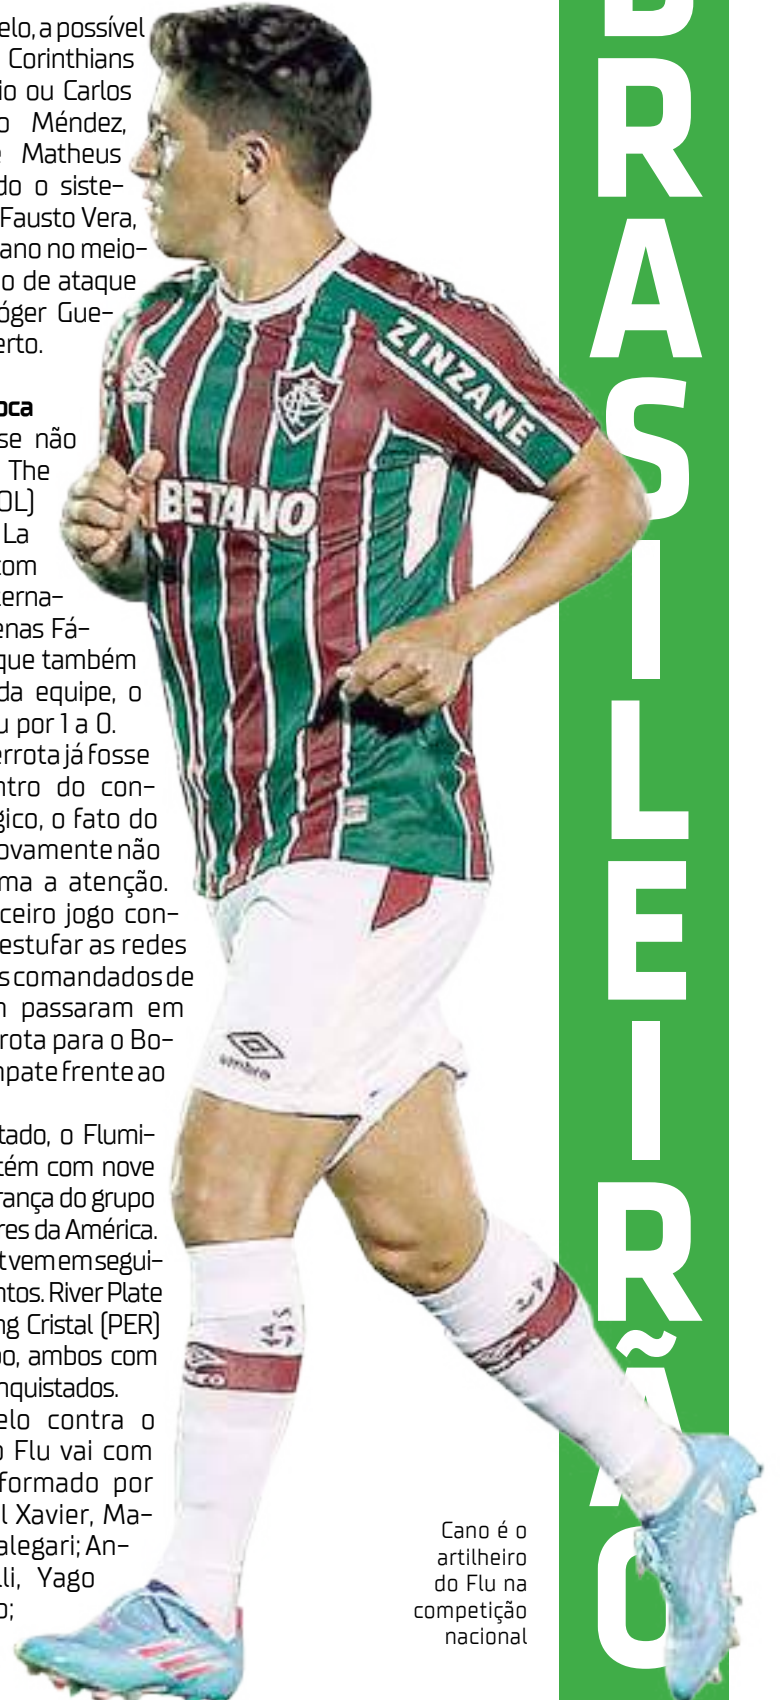 elo, a possível
Corinthians
io ou Carlos
o Méndez,
e Matheus
do o siste-
Fausto Vera,
ano no meio-
o de ataque
óger Gue-
erto.
oca
se não
The
OL)
La
com
terna-
enas Fá-
que também
da equipe, o
u por 1 a 0.
errota já fosse
ntro do con-
gico, o fato do
ovamente não
ma a atenção.
ceiro jogo con-
estufar as redes
s comandados de
m passaram em
rota para o Bo-
mpate frente ao
tado, o Flumi-
tém com nove
rança do grupo
res da América.
t vem em segui-
ntos. River Plate
ng Cristal (PER)
po, ambos com
nquistados.
elo contra o
o Flu vai com
formado por
l Xavier, Ma-
alegari; An-
lli, Yago
o;
ZINZANE
BETANO
umbro
Cano é o
artilheiro
do Flu na
competição
nacional
BRASILEIRÃO